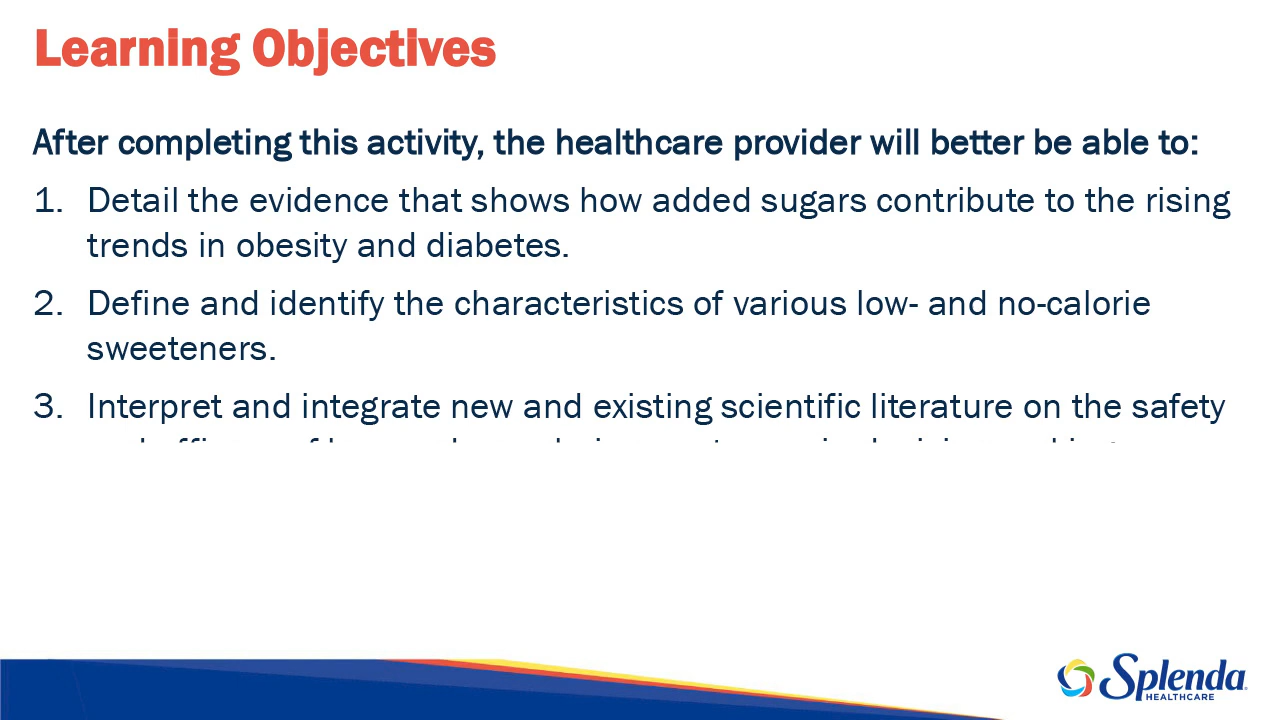 Learning Objectives
After completing this activity, the healthcare provider will better be able to:
1. Detail the evidence that shows how added sugars contribute to the rising
trends in obesity and diabetes.
2. Define and identify the characteristics of various low- and no-calorie
sweeteners.
3. Interpret and integrate new and existing scientific literature on the safety
Splenda
HEALTHCARE